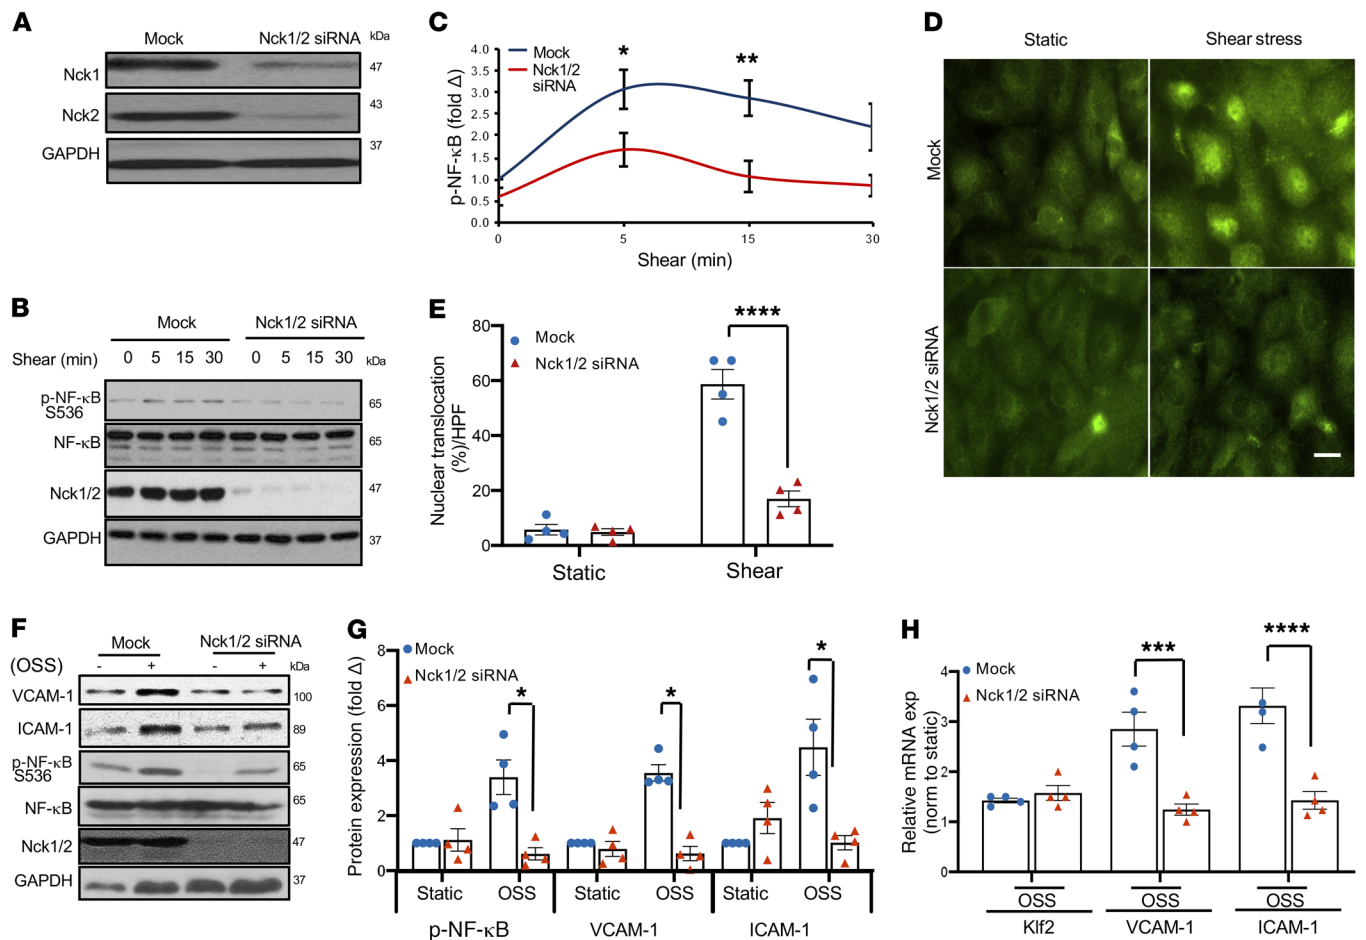 A
Mock
Nck1/2 siRNA
kDa
Nck1
47
Nck2
43
GAPDH
37
B
Mock
Nck1/2 siRNA
Shear (min)
0 5 15 30 0 5 15 30
kDa
p-NF-κB
S536
65
NF-κB
65
Nck1/2
47
GAPDH
37
C
p-NF-κB (fold Δ)
4.0
3.5
3.0
2.5
2.0
1.5
1.0
0.5
0.0
Mock
Nck1/2
siRNA
*
**
0 5 15 30
Shear (min)
D
Static
Shear stress
Mock
Nck1/2 siRNA
E
Nuclear translocation
(%)/HPF
80
60
40
20
0
Mock
Nck1/2 siRNA
****
Static
Shear
F
Mock
Nck1/2 siRNA
(OSS)
- + - +
kDa
VCAM-1
100
ICAM-1
89
p-NF-κB
S536
65
NF-κB
65
Nck1/2
47
GAPDH
37
G
Protein expression (fold Δ)
8
6
4
2
0
Mock
Nck1/2 siRNA
*
*
*
Static OSS Static OSS Static OSS
p-NF-κB VCAM-1 ICAM-1
H
Relative mRNA exp
(norm to static)
4
3
2
1
0
Mock
Nck1/2 siRNA
***
****
OSS OSS OSS
Klf2 VCAM-1 ICAM-1